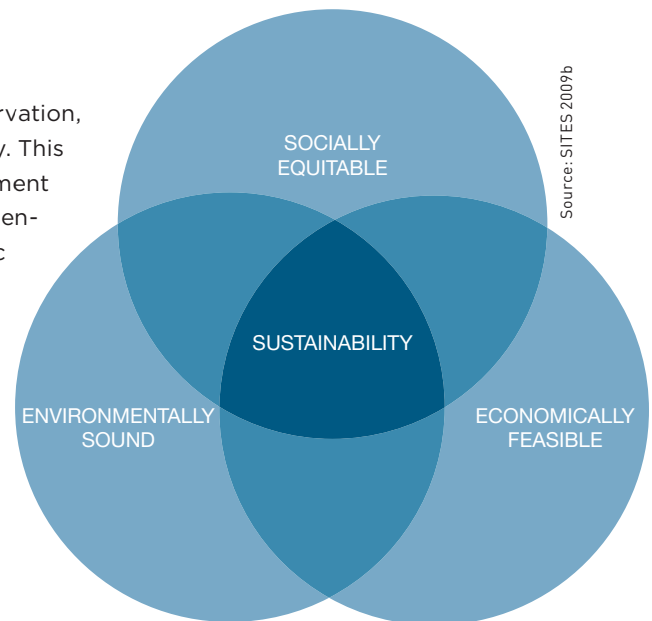 rvation,
y. This
ment
en-
c
SOCIALLY
EQUITABLE
SUSTAINABILITY
ENVIRONMENTALLY
SOUND
ECONOMICALLY
FEASIBLE
Source: SITES 2009b